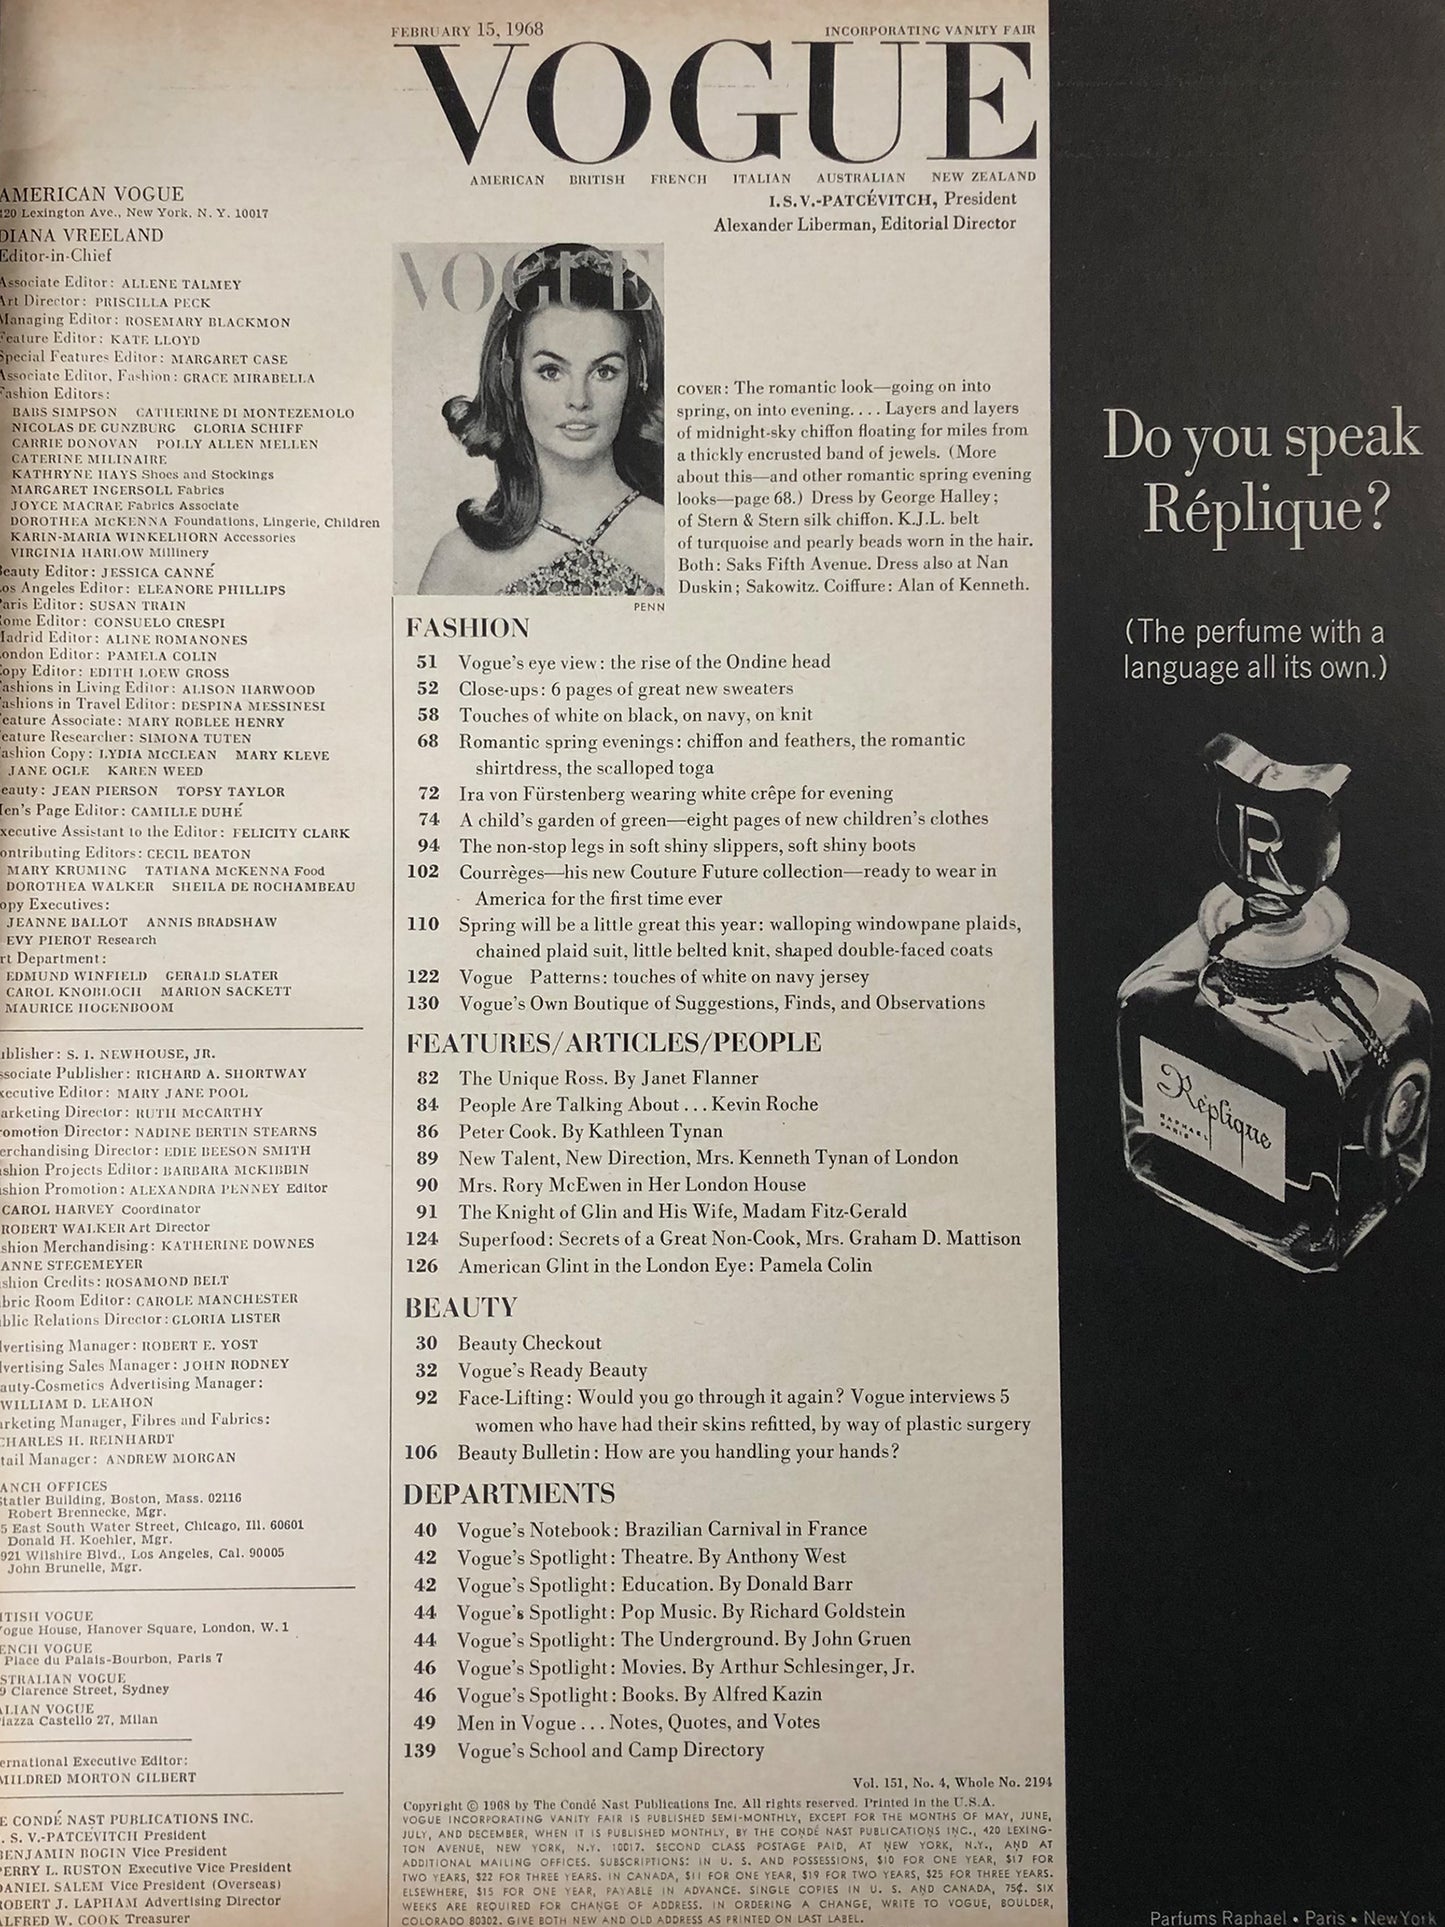 FEBRUARY 15, 1968
INCORPORATING VANITY FAIR
VOGUE
AMERICAN BRITISH FRENCH ITALIAN AUSTRALIAN NEW ZEALAND
I.S.V.-PATCÉVITCH, President
Alexander Liberman, Editorial Director
AMERICAN VOGUE
420 Lexington Ave., New York, N. Y. 10017
DIANA VREELAND
Editor-in-Chief
Associate Editor: ALLENE TALMEY
Art Director: PRISCILLA PECK
Managing Editor: ROSEMARY BLACKMON
Feature Editor: KATE LLOYD
Special Features Editor: MARGARET CASE
Associate Editor, Fashion: GRACE MIRABELLA
Fashion Editors:
BABS SIMPSON CATHERINE DI MONTEZEMOLO
NICOLAS DE GUNZBURG GLORIA SCHIFF
CARRIE DONOVAN POLLY ALLEN MELLEN
CATERINE MILINAIRE
KATHRYNE HAYS Shoes and Stockings
MARGARET INGERSOLL Fabrics
JOYCE MACRAE Fabrics Associate
DOROTHEA McKENNA Foundations, Lingerie, Children
KARIN-MARIA WINKELHORN Accessories
VIRGINIA HARLOW Millinery
Beauty Editor: JESSICA CANNÉ
Los Angeles Editor: ELEANORE PHILLIPS
Paris Editor: SUSAN TRAIN
Rome Editor: CONSUELO CRESPI
Madrid Editor: ALINE ROMANONES
London Editor: PAMELA COLIN
Copy Editor: EDITH LOEW GROSS
Fashions in Living Editor: ALISON HARWOOD
Fashions in Travel Editor: DESPINA MESSINESI
Feature Associate: MARY ROBLEE HENRY
Feature Researcher: SIMONA TUTEN
Fashion Copy: LYDIA McCLEAN MARY KLEVE
JANE OGLE KAREN WEED
eauty: JEAN PIERSON TOPSY TAYLOR
Men's Page Editor: CAMILLE DUHÉ
xecutive Assistant to the Editor: FELICITY CLARK
ontributing Editors: CECIL BEATON
MARY KRUMING TATIANA McKENNA Food
DOROTHEA WALKER SHEILA DE ROCHAMBEAU
opy Executives:
JEANNE BALLOT ANNIS BRADSHAW
EVY PIEROT Research
rt Department:
EDMUND WINFIELD GERALD SLATER
CAROL KNOBLOCH MARION SACKETT
MAURICE HOGENBOOM
ublisher: S. I. NEWHOUSE, JR.
ssociate Publisher: RICHARD A. SHORTWAY
xecutive Editor: MARY JANE POOL
arketing Director: RUTH McCARTHY
romotion Director: NADINE BERTIN STEARNS
erchandising Director: EDIE BEESON SMITH
ashion Projects Editor: BARBARA McKIBBIN
ashion Promotion: ALEXANDRA PENNEY Editor
CAROL HARVEY Coordinator
ROBERT WALKER Art Director
shion Merchandising: KATHERINE DOWNES
ANNE STEGEMEYER
shion Credits: ROSAMOND BELT
bric Room Editor: CAROLE MANCHESTER
ublic Relations Director: GLORIA LISTER
dvertising Manager: ROBERT E. YOST
dvertising Sales Manager: JOHN RODNEY
auty-Cosmetics Advertising Manager:
WILLIAM D. LEAHON
arketing Manager, Fibres and Fabrics:
CHARLES H. REINHARDT
tail Manager: ANDREW MORGAN
ANCH OFFICES
Statler Building, Boston, Mass. 02116
Robert Brennecke, Mgr.
5 East South Water Street, Chicago, Ill. 60601
Donald H. Koehler, Mgr.
921 Wilshire Blvd., Los Angeles, Cal. 90005
John Brunelle, Mgr.
ITISH VOGUE
Vogue House, Hanover Square, London, W. 1
ENCH VOGUE
Place du Palais-Bourbon, Paris 7
STRALIAN VOGUE
9 Clarence Street, Sydney
ALIAN VOGUE
Piazza Castello 27, Milan
ernational Executive Editor:
MILDRED MORTON GILBERT
E CONDÉ NAST PUBLICATIONS INC.
. S. V.-PATCÉVITCH President
BENJAMIN BOGIN Vice President
PERRY L. RUSTON Executive Vice President
DANIEL SALEM Vice President (Overseas)
ROBERT J. LAPHAM Advertising Director
ALFRED W. COOK Treasurer
VOGUE
PENN
COVER: The romantic look—going on into
spring, on into evening. . . . Layers and layers
of midnight-sky chiffon floating for miles from
a thickly encrusted band of jewels. (More
about this—and other romantic spring evening
looks—page 68.) Dress by George Halley;
of Stern & Stern silk chiffon. K.J.L. belt
of turquoise and pearly beads worn in the hair.
Both: Saks Fifth Avenue. Dress also at Nan
Duskin; Sakowitz. Coiffure: Alan of Kenneth.
FASHION
51 Vogue's eye view: the rise of the Ondine head
52 Close-ups: 6 pages of great new sweaters
58 Touches of white on black, on navy, on knit
68 Romantic spring evenings: chiffon and feathers, the romantic
shirtdress, the scalloped toga
72 Ira von Fürstenberg wearing white crêpe for evening
74 A child's garden of green—eight pages of new children's clothes
94 The non-stop legs in soft shiny slippers, soft shiny boots
102 Courrèges—his new Couture Future collection—ready to wear in
America for the first time ever
110 Spring will be a little great this year: walloping windowpane plaids,
chained plaid suit, little belted knit, shaped double-faced coats
122 Vogue Patterns: touches of white on navy jersey
130 Vogue's Own Boutique of Suggestions, Finds, and Observations
FEATURES/ARTICLES/PEOPLE
82 The Unique Ross. By Janet Flanner
84 People Are Talking About . . . Kevin Roche
86 Peter Cook. By Kathleen Tynan
89 New Talent, New Direction, Mrs. Kenneth Tynan of London
90 Mrs. Rory McEwen in Her London House
91 The Knight of Glin and His Wife, Madam Fitz-Gerald
124 Superfood: Secrets of a Great Non-Cook, Mrs. Graham D. Mattison
126 American Glint in the London Eye: Pamela Colin
BEAUTY
30 Beauty Checkout
32 Vogue's Ready Beauty
92 Face-Lifting: Would you go through it again? Vogue interviews 5
women who have had their skins refitted, by way of plastic surgery
106 Beauty Bulletin: How are you handling your hands?
DEPARTMENTS
40 Vogue's Notebook: Brazilian Carnival in France
42 Vogue's Spotlight: Theatre. By Anthony West
42 Vogue's Spotlight: Education. By Donald Barr
44 Vogue's Spotlight: Pop Music. By Richard Goldstein
44 Vogue's Spotlight: The Underground. By John Gruen
46 Vogue's Spotlight: Movies. By Arthur Schlesinger, Jr.
46 Vogue's Spotlight: Books. By Alfred Kazin
49 Men in Vogue . . . Notes, Quotes, and Votes
139 Vogue's School and Camp Directory
Vol. 151, No. 4, Whole No. 2194
Copyright © 1968 by The Condé Nast Publications Inc. All rights reserved. Printed in the U.S.A.
VOGUE INCORPORATING VANITY FAIR IS PUBLISHED SEMI-MONTHLY, EXCEPT FOR THE MONTHS OF MAY, JUNE,
JULY, AND DECEMBER, WHEN IT IS PUBLISHED MONTHLY, BY THE CONDÉ NAST PUBLICATIONS INC., 420 LEXING-
TON AVENUE, NEW YORK, N.Y. 10017. SECOND CLASS POSTAGE PAID, AT NEW YORK, N.Y., AND AT
ADDITIONAL MAILING OFFICES. SUBSCRIPTIONS: IN U. S. AND POSSESSIONS, $10 FOR ONE YEAR, $17 FOR
TWO YEARS, $22 FOR THREE YEARS. IN CANADA, $11 FOR ONE YEAR, $19 FOR TWO YEARS, $25 FOR THREE YEARS.
ELSEWHERE, $15 FOR ONE YEAR, PAYABLE IN ADVANCE. SINGLE COPIES IN U. S. AND CANADA, 75¢. SIX
WEEKS ARE REQUIRED FOR CHANGE OF ADDRESS. IN ORDERING A CHANGE, WRITE TO VOGUE, BOULDER,
COLORADO 80302. GIVE BOTH NEW AND OLD ADDRESS AS PRINTED ON LAST LABEL.
Do you speak
Réplique?
(The perfume with a
language all its own.)
R
Réplique
RAPHAEL
PARIS
Parfums Raphael • Paris • New York